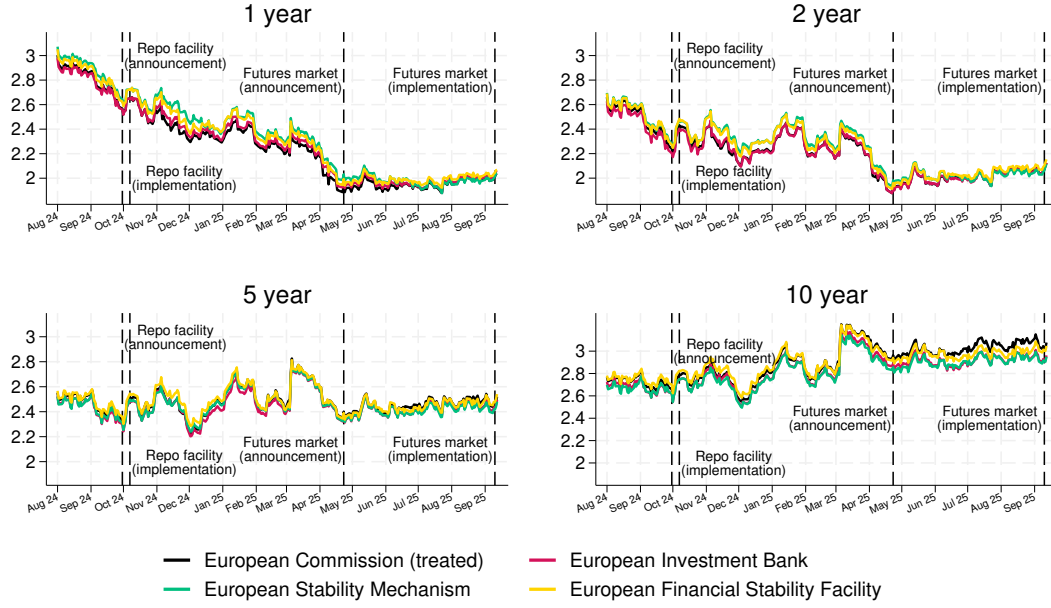 1 year
3
2.8
2.6
2.4
2.2
2
Repo facility
(announcement)
Futures market
(announcement)
Futures market
(implementation)
Repo facility
(implementation)
Aug 24 Sep 24 Oct 24 Nov 24 Dec 24 Jan 25 Feb 25 Mar 25 Apr 25 May 25 Jun 25 Jul 25 Aug 25 Sep 25
2 year
3
2.8
2.6
2.4
2.2
2
Repo facility
(announcement)
Futures market
(announcement)
Futures market
(implementation)
Repo facility
(implementation)
Aug 24 Sep 24 Oct 24 Nov 24 Dec 24 Jan 25 Feb 25 Mar 25 Apr 25 May 25 Jun 25 Jul 25 Aug 25 Sep 25
5 year
3
2.8
2.6
2.4
2.2
2
Repo facility
(announcement)
Futures market
(announcement)
Futures market
(implementation)
Repo facility
(implementation)
Aug 24 Sep 24 Oct 24 Nov 24 Dec 24 Jan 25 Feb 25 Mar 25 Apr 25 May 25 Jun 25 Jul 25 Aug 25 Sep 25
10 year
3
2.8
2.6
2.4
2.2
2
Repo facility
(announcement)
Futures market
(announcement)
Futures market
(implementation)
Repo facility
(implementation)
Aug 24 Sep 24 Oct 24 Nov 24 Dec 24 Jan 25 Feb 25 Mar 25 Apr 25 May 25 Jun 25 Jul 25 Aug 25 Sep 25
European Commission (treated)
European Investment Bank
European Stability Mechanism
European Financial Stability Facility